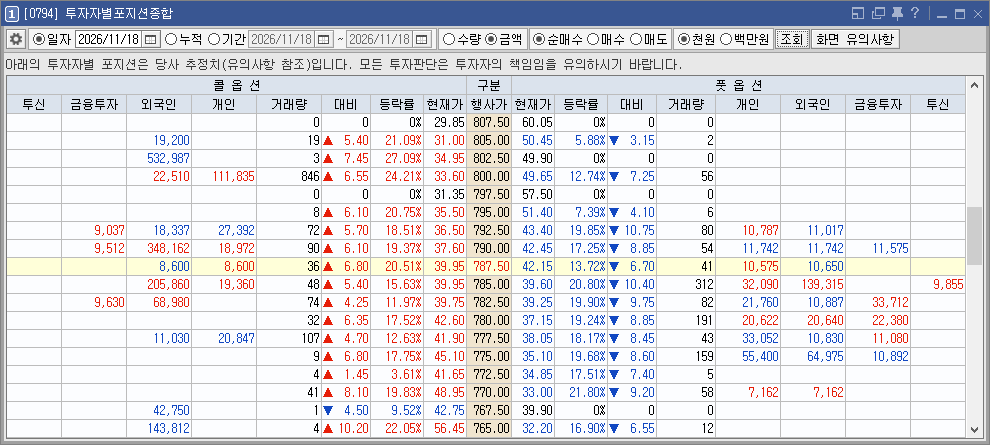 1 [0794] 투자자별포지션종합
일자 2026/11/18 누적 기간 2026/11/18 ~ 2026/11/18 수량 금액 순매수 매수 매도 천원 백만원 조회 화면 유의사항
아래의 투자자별 포지션은 당사 추정치(유의사항 참조)입니다. 모든 투자판단은 투자자의 책임임을 유의하시기 바랍니다.
콜 옵 션 구분 풋 옵 션
투신 금융투자 외국인 개인 거래량 대비 등락률 현재가 행사가 현재가 등락률 대비 거래량 개인 외국인 금융투자 투신
0 0 0% 29.85 807.50 60.05 0% 0 0
19,200 19 ▲ 5.40 21.09% 31.00 805.00 50.45 5.88% ▼ 3.15 2
532,987 3 ▲ 7.45 27.09% 34.95 802.50 49.90 0% 0 0
22,510 111,835 846 ▲ 6.55 24.21% 33.60 800.00 49.65 12.74% ▼ 7.25 56
0 0 0% 31.35 797.50 57.50 0% 0 0
8 ▲ 6.10 20.75% 35.50 795.00 51.40 7.39% ▼ 4.10 6
9,037 18,337 27,392 72 ▲ 5.70 18.51% 36.50 792.50 43.40 19.85% ▼ 10.75 80 10,787 11,017
9,512 348,162 18,972 90 ▲ 6.10 19.37% 37.60 790.00 42.45 17.25% ▼ 8.85 54 11,742 11,742 11,575
8,600 8,600 36 ▲ 6.80 20.51% 39.95 787.50 42.15 13.72% ▼ 6.70 41 10,575 10,650
205,860 19,360 48 ▲ 5.40 15.63% 39.95 785.00 39.60 20.80% ▼ 10.40 312 32,090 139,315 9,855
9,630 68,980 74 ▲ 4.25 11.97% 39.75 782.50 39.25 19.90% ▼ 9.75 82 21,760 10,887 33,712
32 ▲ 6.35 17.52% 42.60 780.00 37.15 19.24% ▼ 8.85 191 20,622 20,640 22,380
11,030 20,847 107 ▲ 4.70 12.63% 41.90 777.50 38.05 18.17% ▼ 8.45 43 33,052 10,830 11,080
9 ▲ 6.80 17.75% 45.10 775.00 35.10 19.68% ▼ 8.60 159 55,400 64,975 10,892
4 ▲ 1.45 3.61% 41.65 772.50 34.85 17.51% ▼ 7.40 5
41 ▲ 8.10 19.83% 48.95 770.00 33.00 21.80% ▼ 9.20 58 7,162 7,162
42,750 1 ▼ 4.50 9.52% 42.75 767.50 39.90 0% 0 0
143,812 4 ▲ 10.20 22.05% 56.45 765.00 32.20 16.90% ▼ 6.55 12